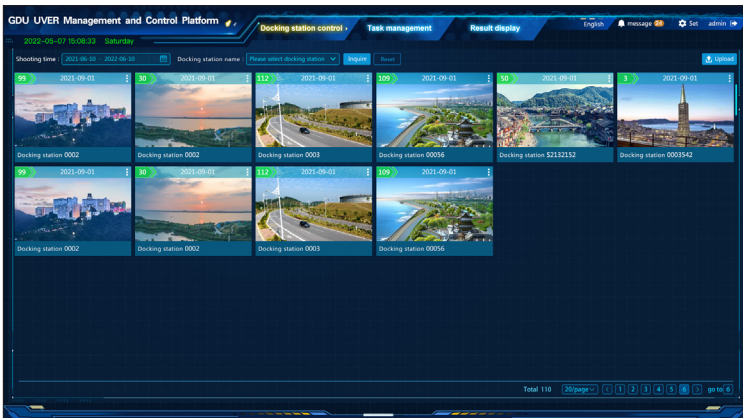 GDU UVER Management and Control Platform
Docking station control
Task management
Result display
English
message 24
Set
admin
2022-05-07 15:08:33 Saturday
Shooting time : 2021-06-10 - 2022-06-10
Docking station name : Please select docking station
Inquire
Reset
Upload
99 2021-09-01
30 2021-09-01
112 2021-09-01
109 2021-09-01
50 2021-09-01
3 2021-09-01
Docking station 0002
Docking station 0002
Docking station 0003
Docking station 00056
Docking station 52132152
Docking station 0003542
99 2021-09-01
30 2021-09-01
112 2021-09-01
109 2021-09-01
Docking station 0002
Docking station 0002
Docking station 0003
Docking station 00056
Total 110 20/page < 1 2 3 4 5 6 > go to 6